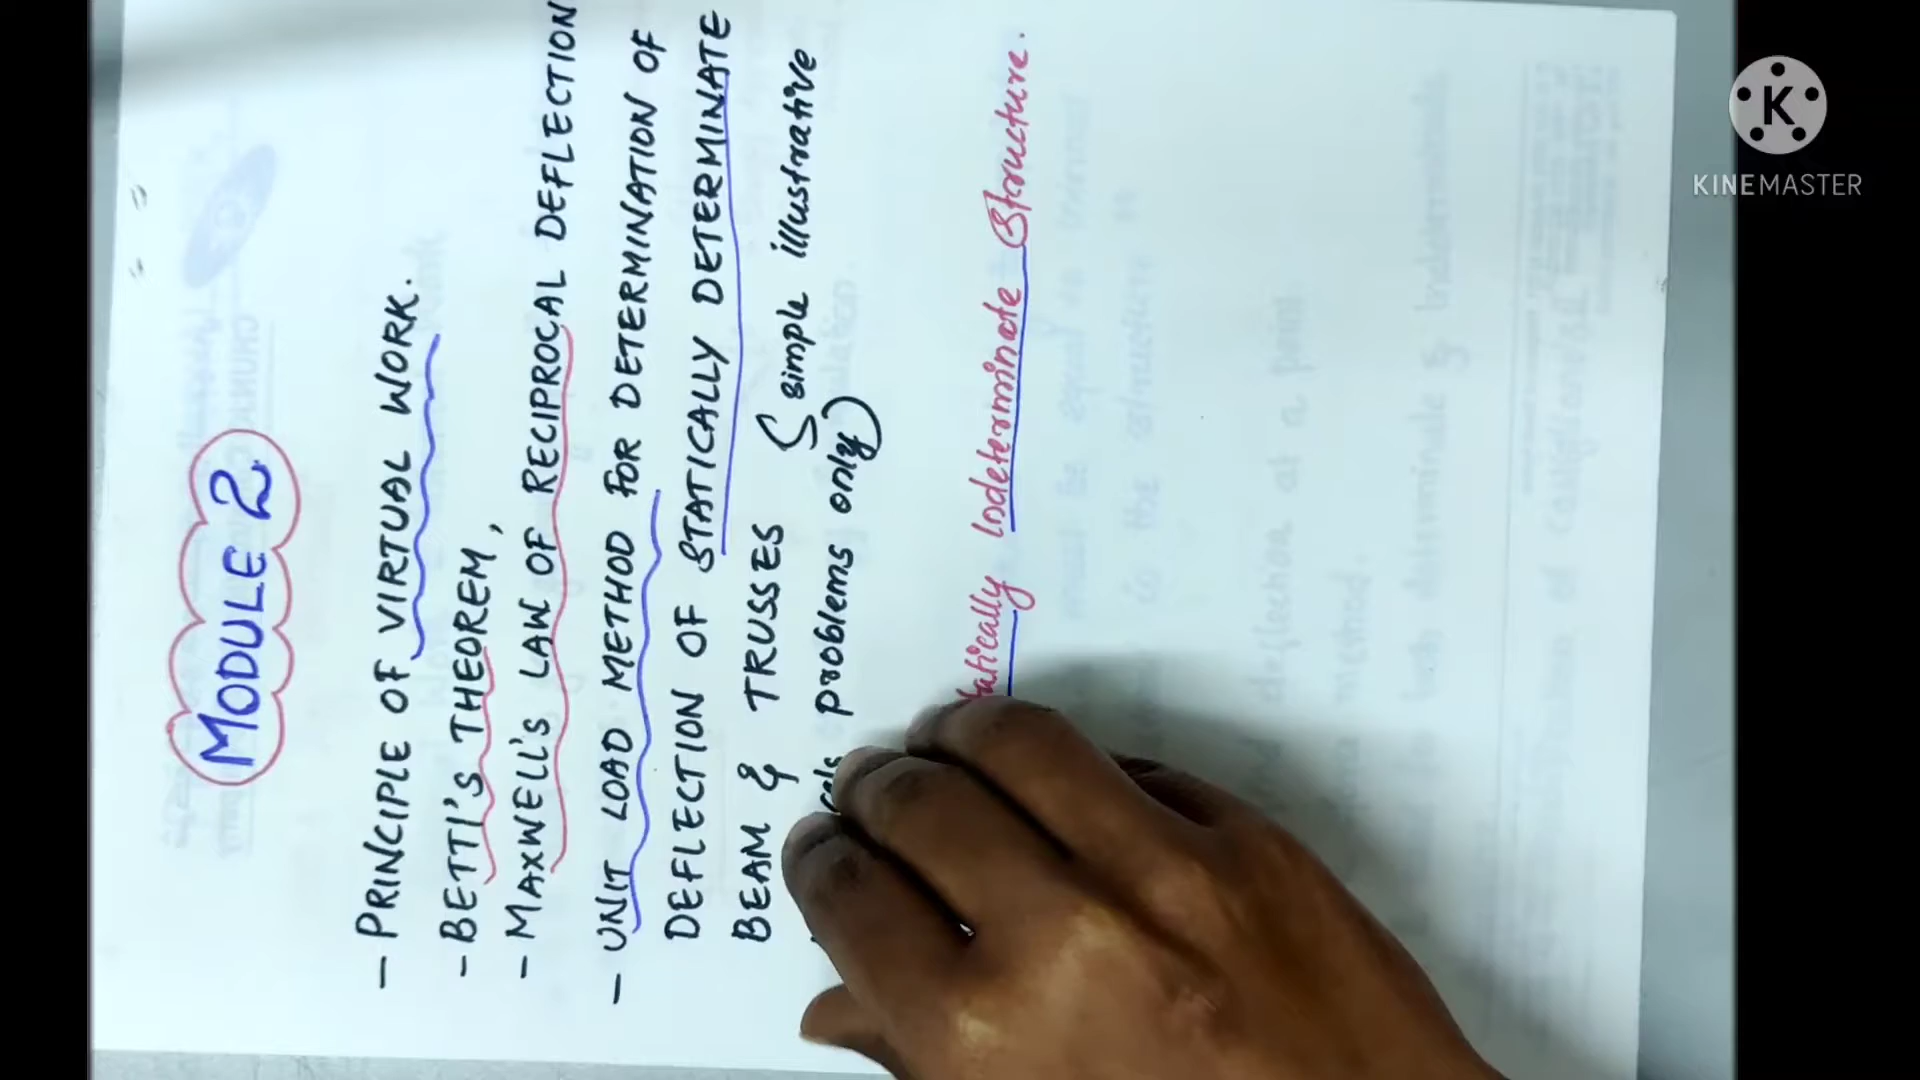 MODULE 2
- PRINCIPLE OF VIRTUAL WORK.
- BETTI'S THEOREM,
- MAXWELL'S LAW OF RECIPROCAL DEFLECTION
- UNIT LOAD METHOD FOR DETERMINATION OF
DEFLECTION OF STATICALLY DETERMINATE
BEAM & TRUSSES (simple illustrative
problems only)
Indeterminate Structure.
KINEMASTER